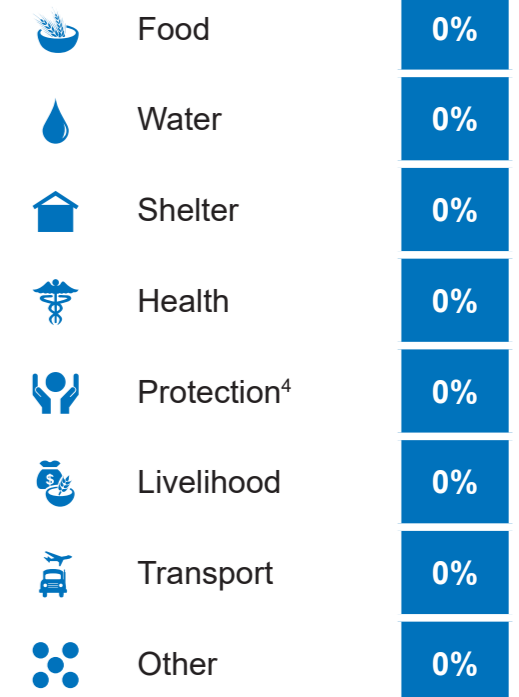 Food 0%
Water 0%
Shelter 0%
Health 0%
Protection⁴ 0%
$ Livelihood 0%
Transport 0%
Other 0%